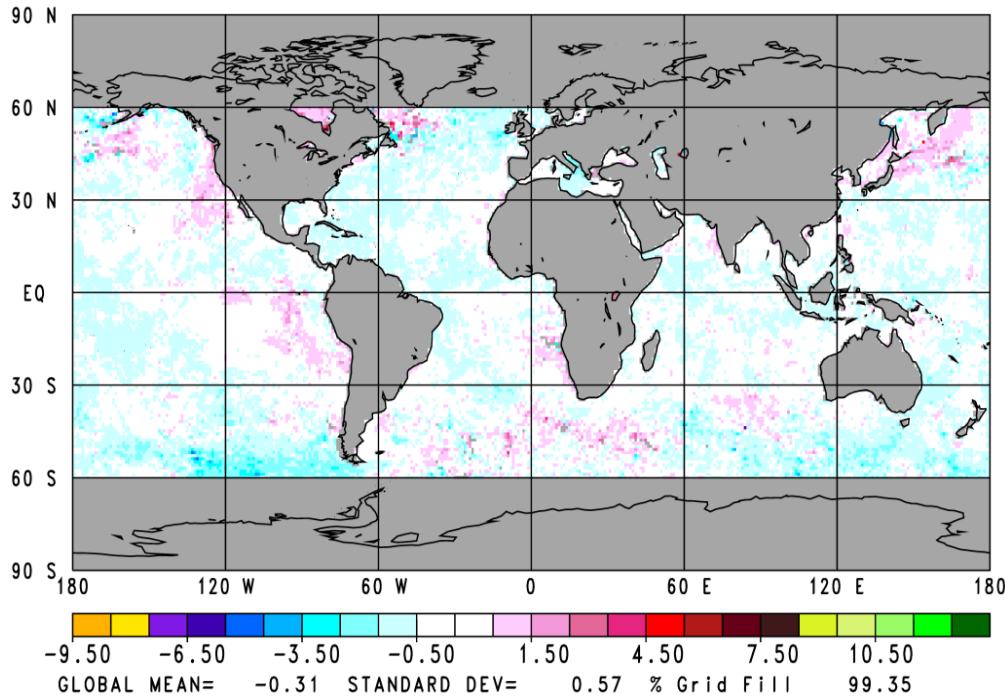 90 N
60 N
30 N
EQ
30 S
60 S
90 S
180 120 W 60 W 0 60 E 120 E 180
-9.50 -6.50 -3.50 -0.50 1.50 4.50 7.50 10.50
GLOBAL MEAN= -0.31 STANDARD DEV= 0.57 % Grid Fill 99.35